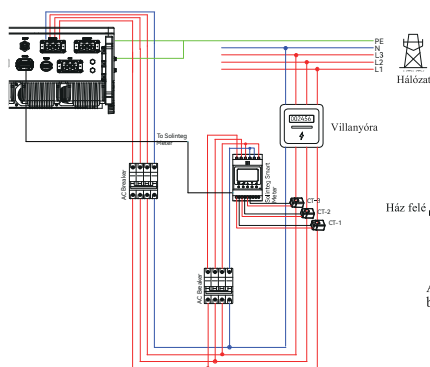 PE
N
L3
L2
L1
Hálózat
002456
Villanyóra
To Solinteg
Meter
AC Breaker
Solinteg Smart
Meter
CT-3
CT-2
CT-1
Ház felé
AC Breaker